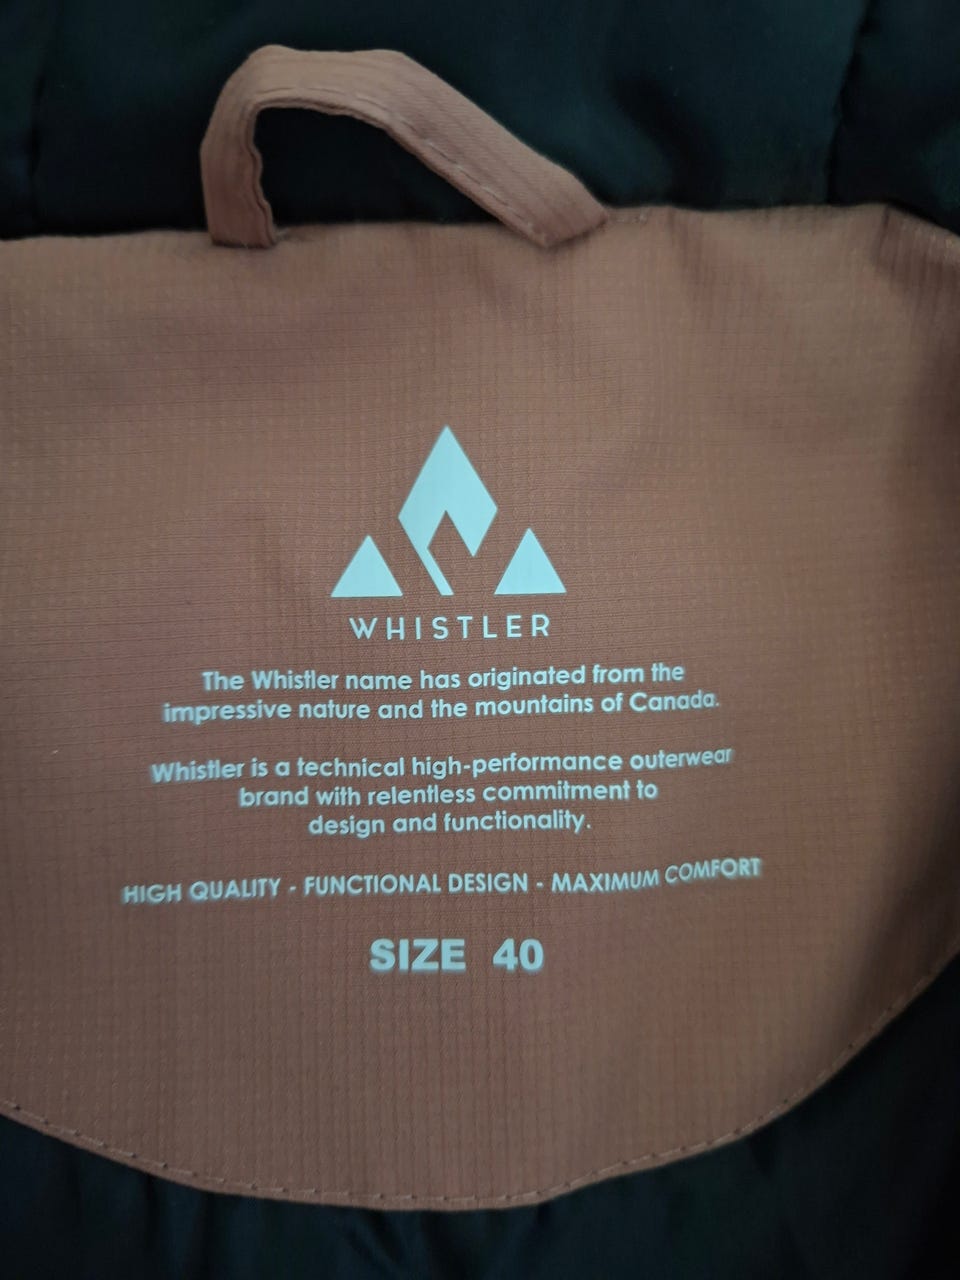 WHISTLER
The Whistler name has originated from the
impressive nature and the mountains of Canada.
Whistler is a technical high-performance outerwear
brand with relentless commitment to
design and functionality.
HIGH QUALITY - FUNCTIONAL DESIGN - MAXIMUM COMFORT
SIZE 40